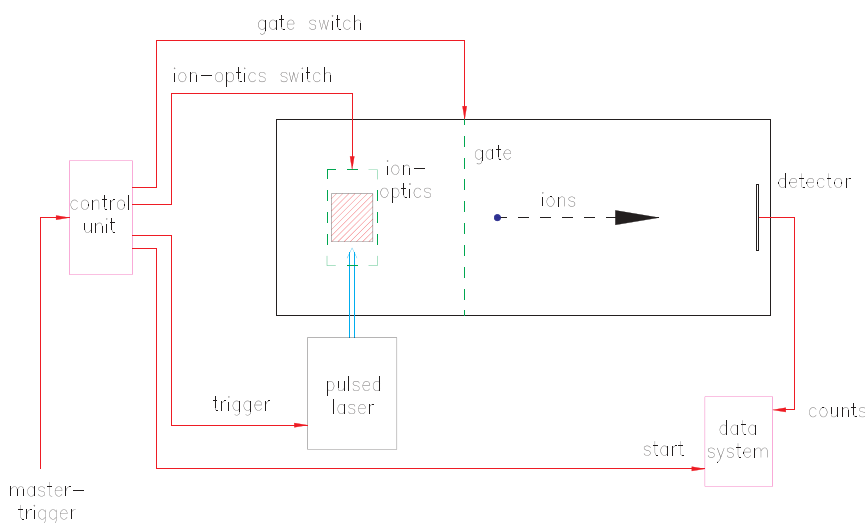 gate switch
ion-optics switch
ion-
optics
gate
ions
detector
control
unit
pulsed
laser
trigger
counts
data
system
start
master-
trigger